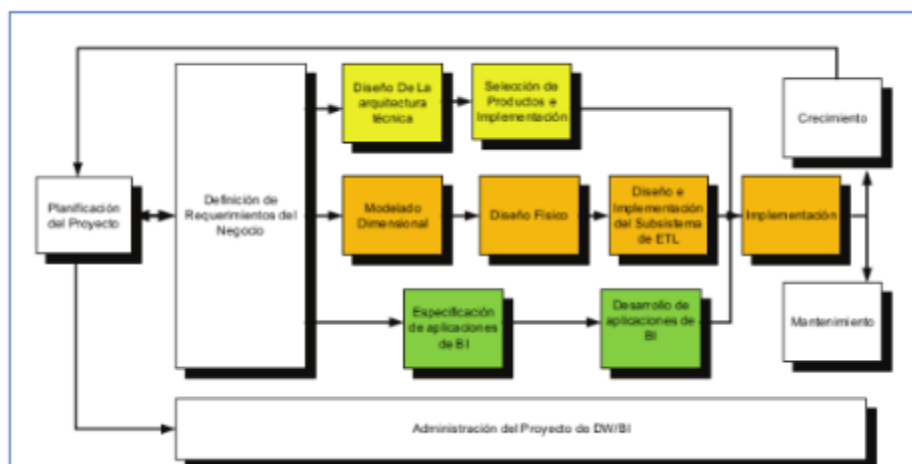 Planificación
del Proyecto
Definición de
Requerimientos del
Negocio
Diseño De La
arquitectura
técnica
Selección de
Productos e
Implementación
Modelado
Dimensional
Diseño Físico
Diseño e
Implementación
del Subsistema
de ETL
Implementación
Especificación
de aplicaciones
de BI
Desarrollo de
aplicaciones de
BI
Crecimiento
Mantenimiento
Administración del Proyecto de DW/BI